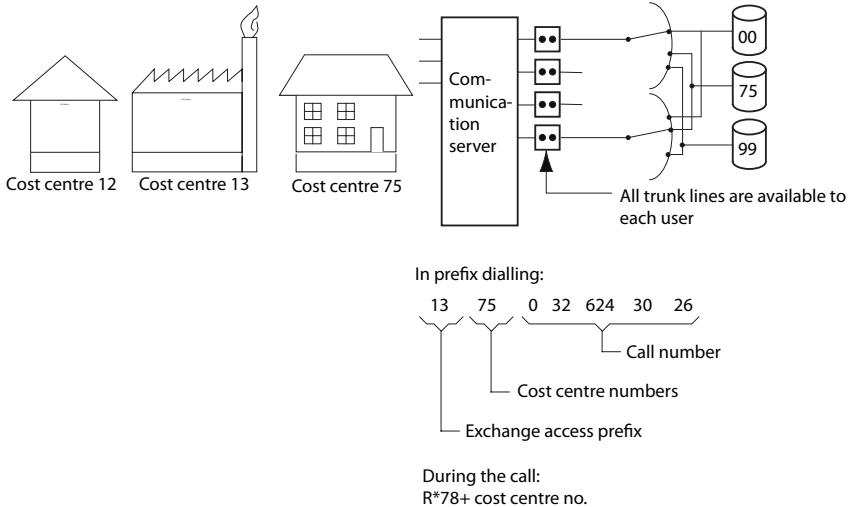 Cost centre 12
Cost centre 13
Cost centre 75
Com-
munica-
tion
server
00
75
99
All trunk lines are available to
each user
In prefix dialling:
13 75 0 32 624 30 26
Call number
Cost centre numbers
Exchange access prefix
During the call:
R*78+ cost centre no.